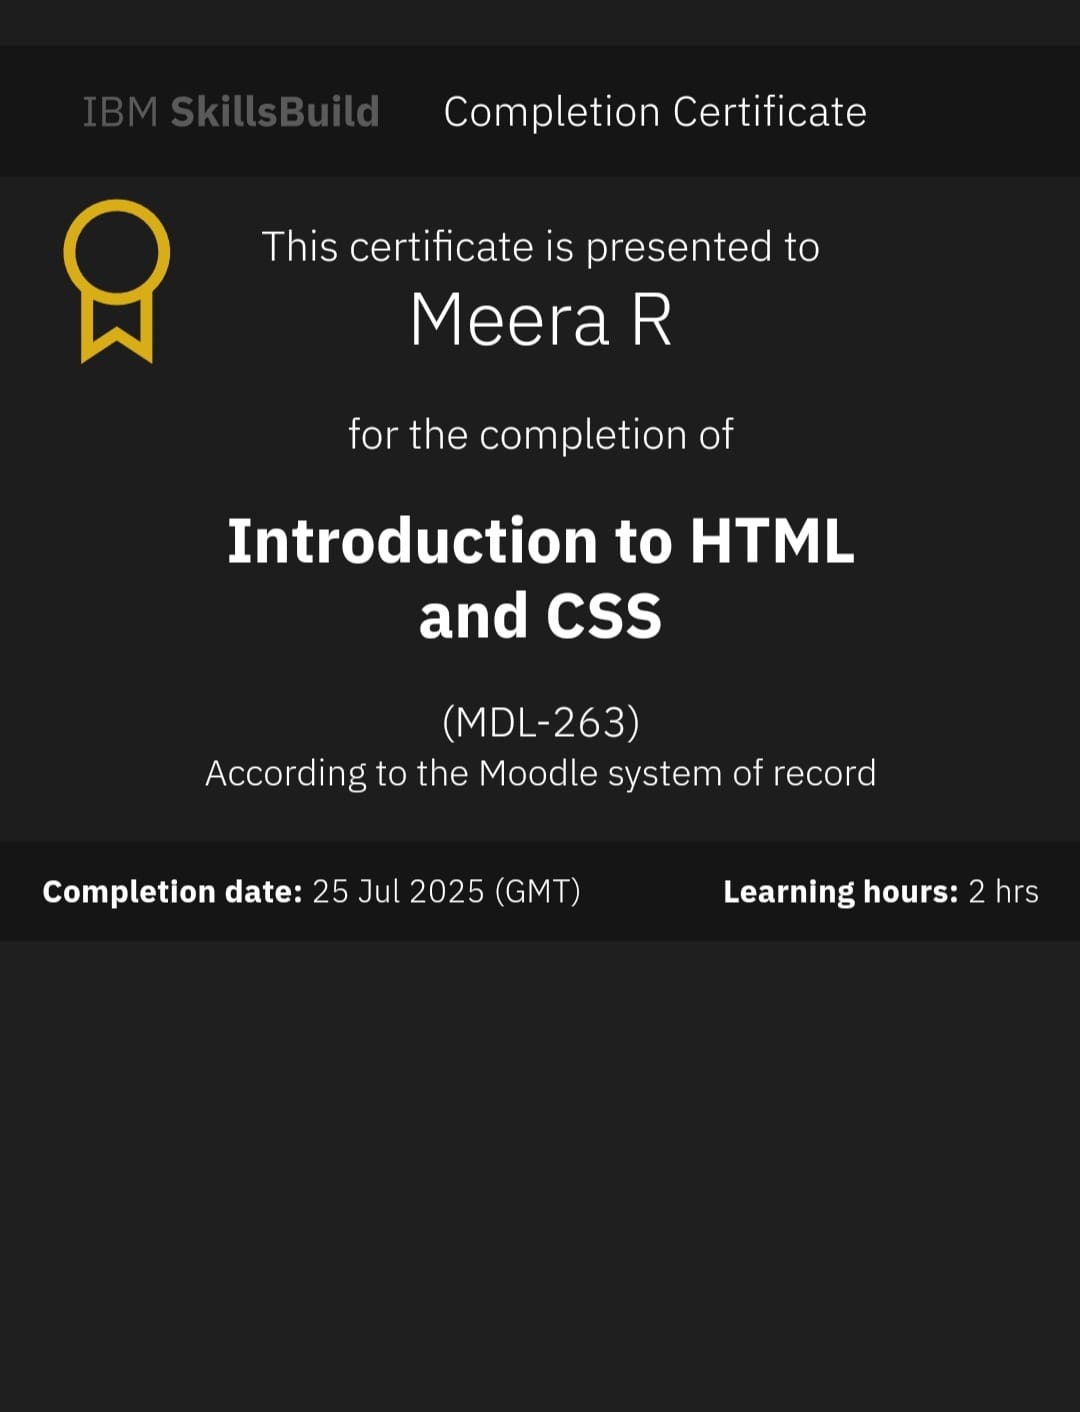 IBM SkillsBuild Completion Certificate
This certificate is presented to
Meera R
for the completion of
Introduction to HTML
and CSS
(MDL-263)
According to the Moodle system of record
Completion date: 25 Jul 2025 (GMT) Learning hours: 2 hrs